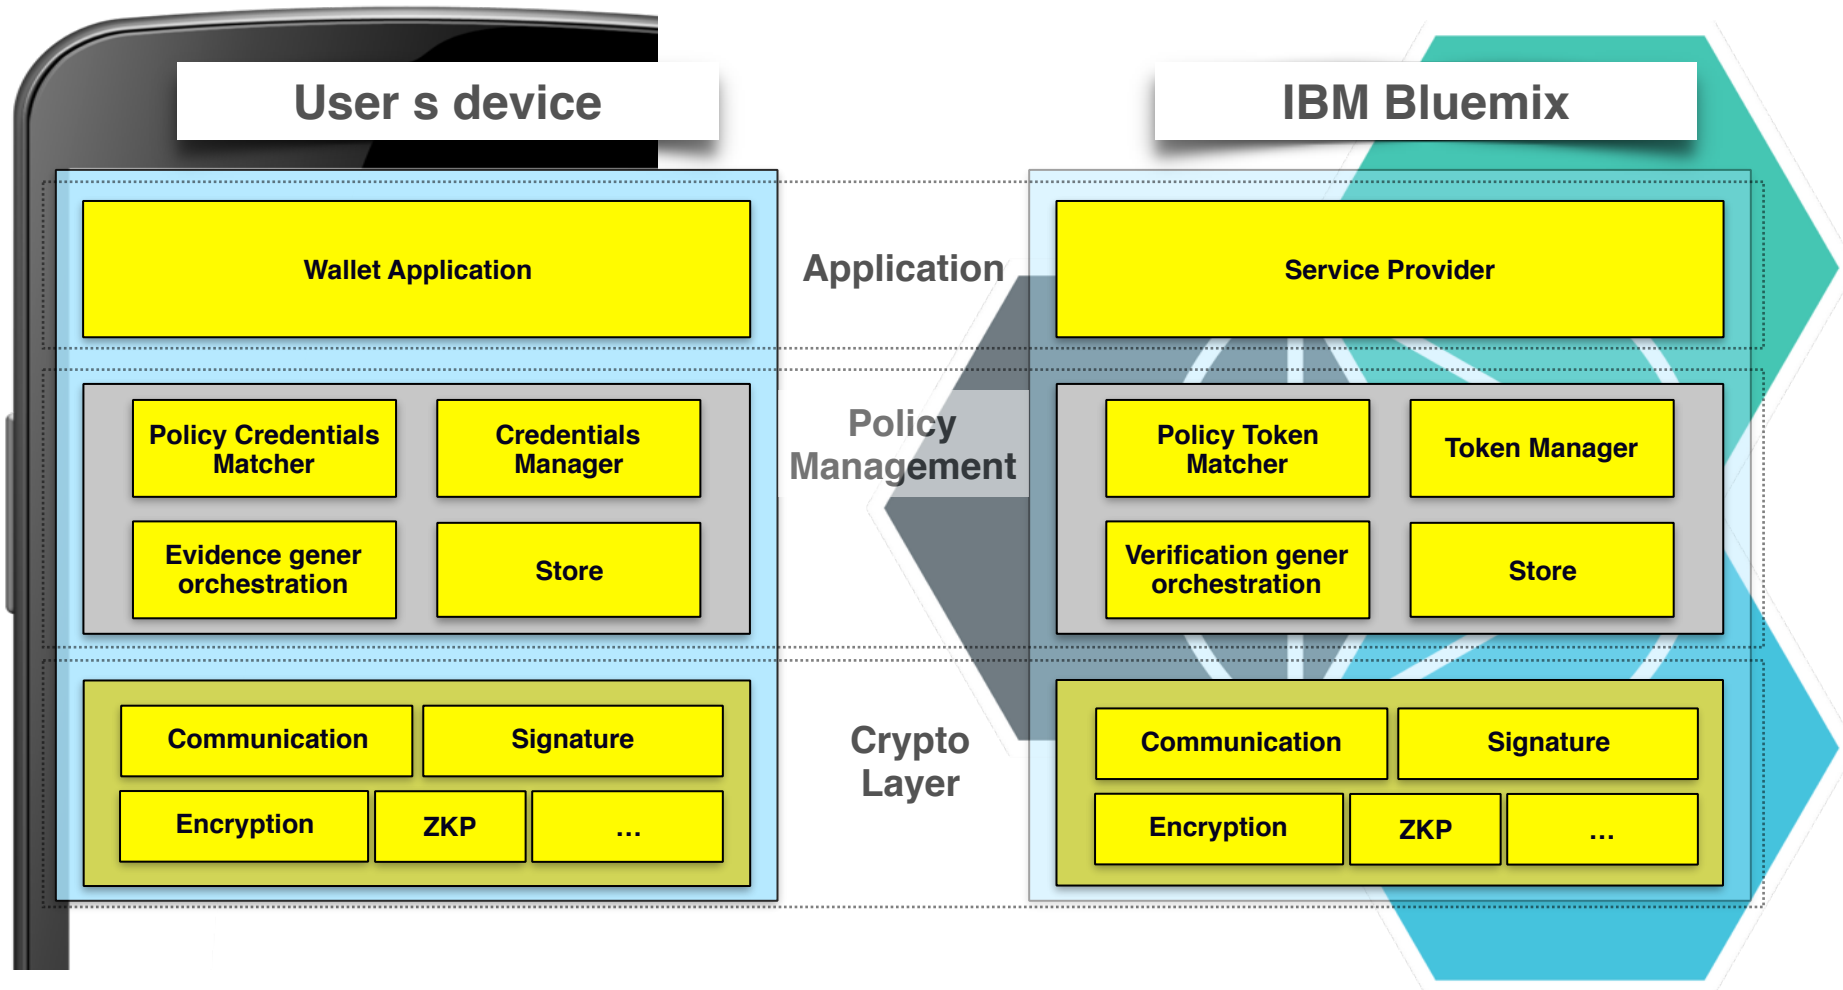 User s device
IBM Bluemix
Wallet Application
Application
Service Provider
Policy Credentials
Matcher
Credentials
Manager
Evidence gener
orchestration
Store
Policy
Management
Policy Token
Matcher
Token Manager
Verification gener
orchestration
Store
Communication
Signature
Encryption
ZKP
...
Crypto
Layer
Communication
Signature
Encryption
ZKP
...